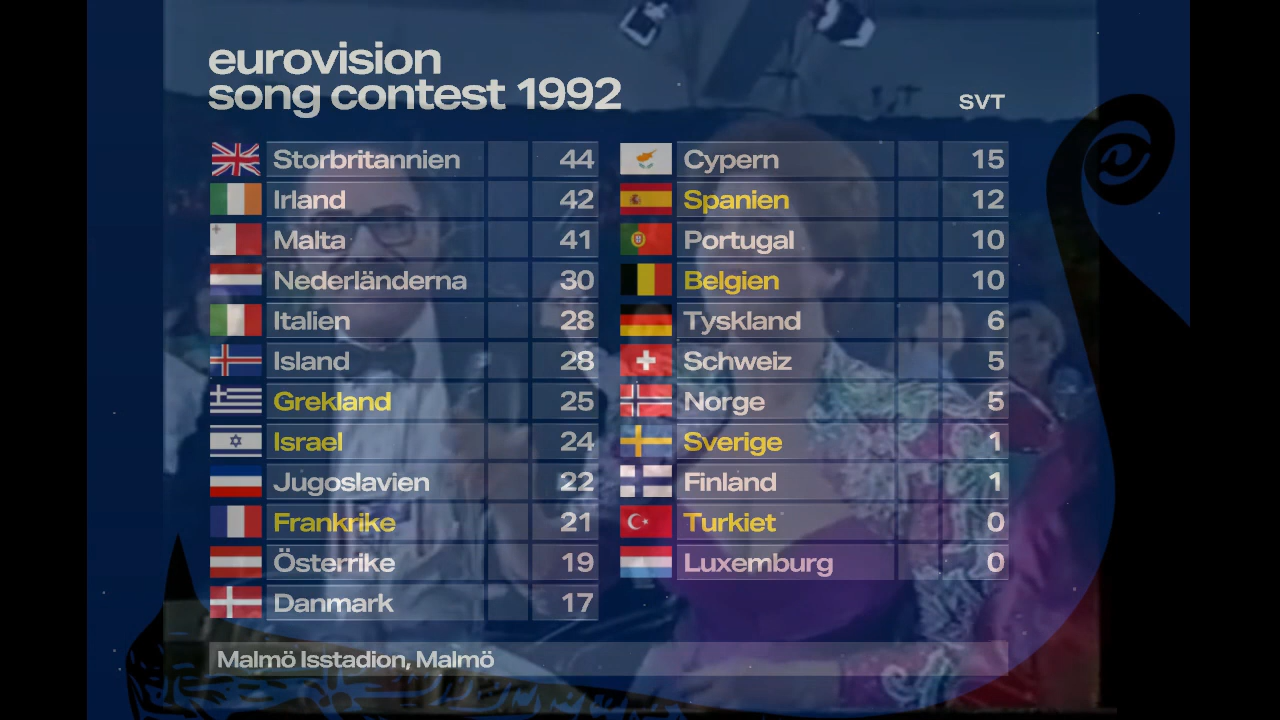 eurovision
song contest 1992
SVT
Storbritannien 44
Irland 42
Malta 41
Nederländerna 30
Italien 28
Island 28
Grekland 25
Israel 24
Jugoslavien 22
Frankrike 21
Österrike 19
Danmark 17
Cypern 15
Spanien 12
Portugal 10
Belgien 10
Tyskland 6
Schweiz 5
Norge 5
Sverige 1
Finland 1
Turkiet 0
Luxemburg 0
Malmö Isstadion, Malmö